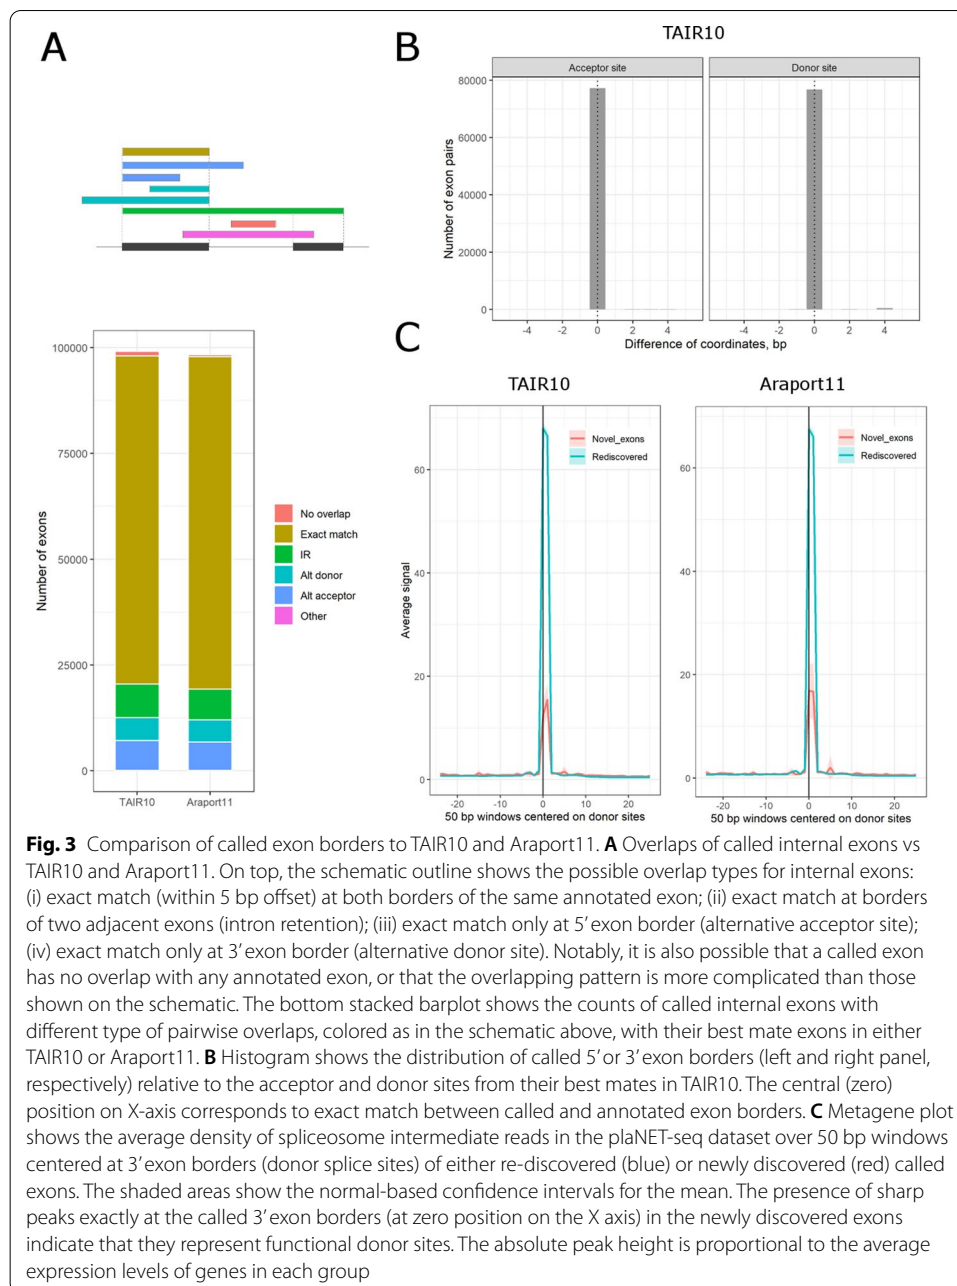 A
B
TAIR10
Acceptor site
Donor site
80000
60000
40000
20000
0
Number of exon pairs
-4 -2 0 2 4
-4 -2 0 2 4
Difference of coordinates, bp
100000
75000
50000
25000
0
Number of exons
TAIR10 Araport11
No overlap
Exact match
IR
Alt donor
Alt acceptor
Other
C
TAIR10
Novel_exons
Rediscovered
60
40
20
0
Average signal
-20 -10 0 10 20
50 bp windows centered on donor sites
Araport11
Novel_exons
Rediscovered
60
40
20
0
-20 -10 0 10 20
50 bp windows centered on donor sites
Fig. 3 Comparison of called exon borders to TAIR10 and Araport11. A Overlaps of called internal exons vs
TAIR10 and Araport11. On top, the schematic outline shows the possible overlap types for internal exons:
(i) exact match (within 5 bp offset) at both borders of the same annotated exon; (ii) exact match at borders
of two adjacent exons (intron retention); (iii) exact match only at 5′ exon border (alternative acceptor site);
(iv) exact match only at 3′ exon border (alternative donor site). Notably, it is also possible that a called exon
has no overlap with any annotated exon, or that the overlapping pattern is more complicated than those
shown on the schematic. The bottom stacked barplot shows the counts of called internal exons with
different type of pairwise overlaps, colored as in the schematic above, with their best mate exons in either
TAIR10 or Araport11. B Histogram shows the distribution of called 5′ or 3′ exon borders (left and right panel,
respectively) relative to the acceptor and donor sites from their best mates in TAIR10. The central (zero)
position on X-axis corresponds to exact match between called and annotated exon borders. C Metagene plot
shows the average density of spliceosome intermediate reads in the plaNET-seq dataset over 50 bp windows
centered at 3′ exon borders (donor splice sites) of either re-discovered (blue) or newly discovered (red) called
exons. The shaded areas show the normal-based confidence intervals for the mean. The presence of sharp
peaks exactly at the called 3′ exon borders (at zero position on the X axis) in the newly discovered exons
indicate that they represent functional donor sites. The absolute peak height is proportional to the average
expression levels of genes in each group